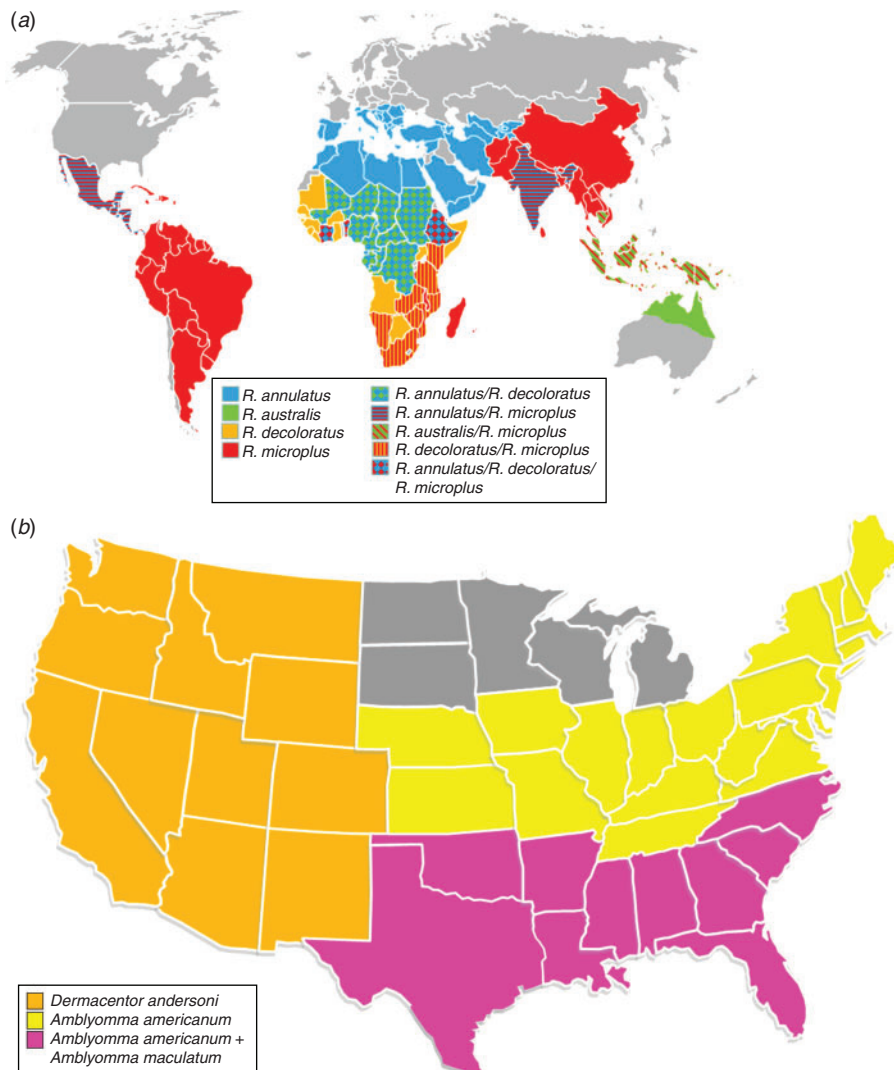 (a)
R. annulatus
R. australis
R. decoloratus
R. microplus
R. annulatus/R. decoloratus
R. annulatus/R. microplus
R. australis/R. microplus
R. decoloratus/R. microplus
R. annulatus/R. decoloratus/
R. microplus
(b)
Dermacentor andersoni
Amblyomma americanum
Amblyomma americanum +
Amblyomma maculatum